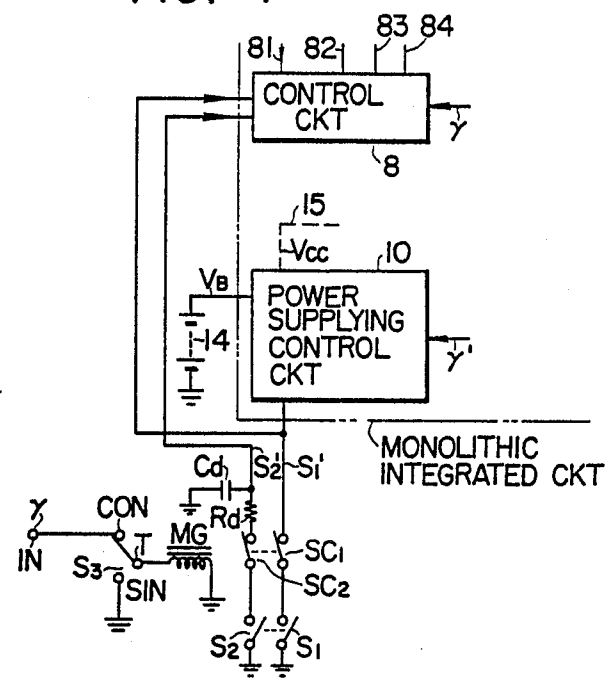 81
82
83
84
CONTROL
CKT
γ
8
15
Vcc
10
VB
POWER
SUPPLYING
CONTROL
CKT
14
γ'
MONOLITHIC
INTEGRATED CKT
S2'
S1'
Cd
Rd
γ
CON
IN
T
MG
S3
SIN
SC1
SC2
S2
S1